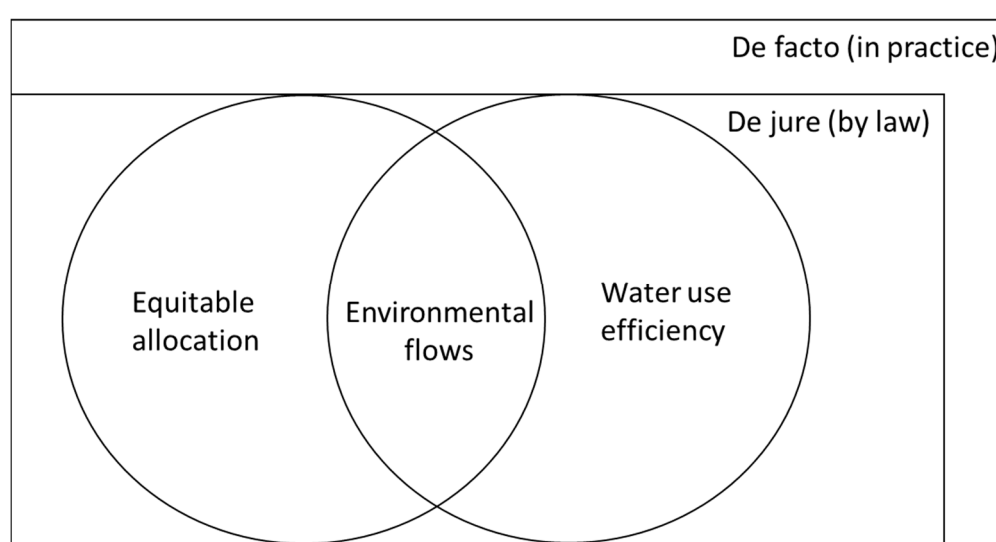 De facto (in practice)
De jure (by law)
Equitable
allocation
Environmental
flows
Water use
efficiency